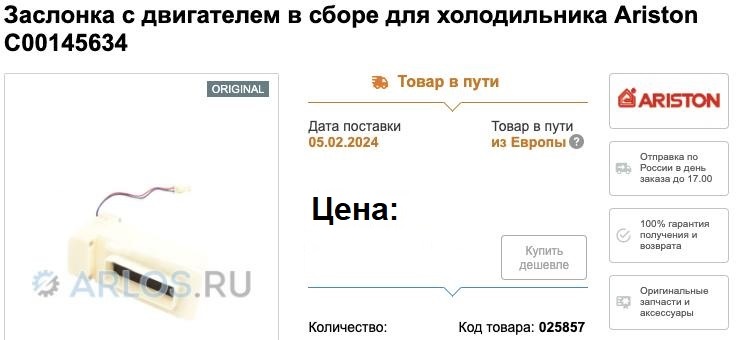 Заслонка с двигателем в сборе для холодильника Ariston
C00145634
ORIGINAL
ARLOS.RU
Товар в пути
Дата поставки
05.02.2024
Товар в пути
из Европы ?
Цена:
Купить
дешевле
Количество:
Код товара: 025857
ARISTON
Отправка по
России в день
заказа до 17.00
100% гарантия
получения и
возврата
Оригинальные
запчасти и
аксессуары